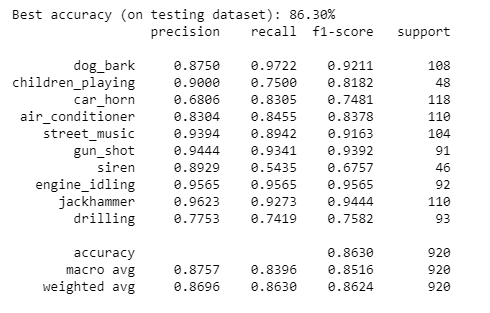 Best accuracy (on testing dataset): 86.30%
precision recall f1-score support
dog_bark 0.8750 0.9722 0.9211 108
children_playing 0.9000 0.7500 0.8182 48
car_horn 0.6806 0.8305 0.7481 118
air_conditioner 0.8304 0.8455 0.8378 110
street_music 0.9394 0.8942 0.9163 104
gun_shot 0.9444 0.9341 0.9392 91
siren 0.8929 0.5435 0.6757 46
engine_idling 0.9565 0.9565 0.9565 92
jackhammer 0.9623 0.9273 0.9444 110
drilling 0.7753 0.7419 0.7582 93
accuracy 0.8630 920
macro avg 0.8757 0.8396 0.8516 920
weighted avg 0.8696 0.8630 0.8624 920